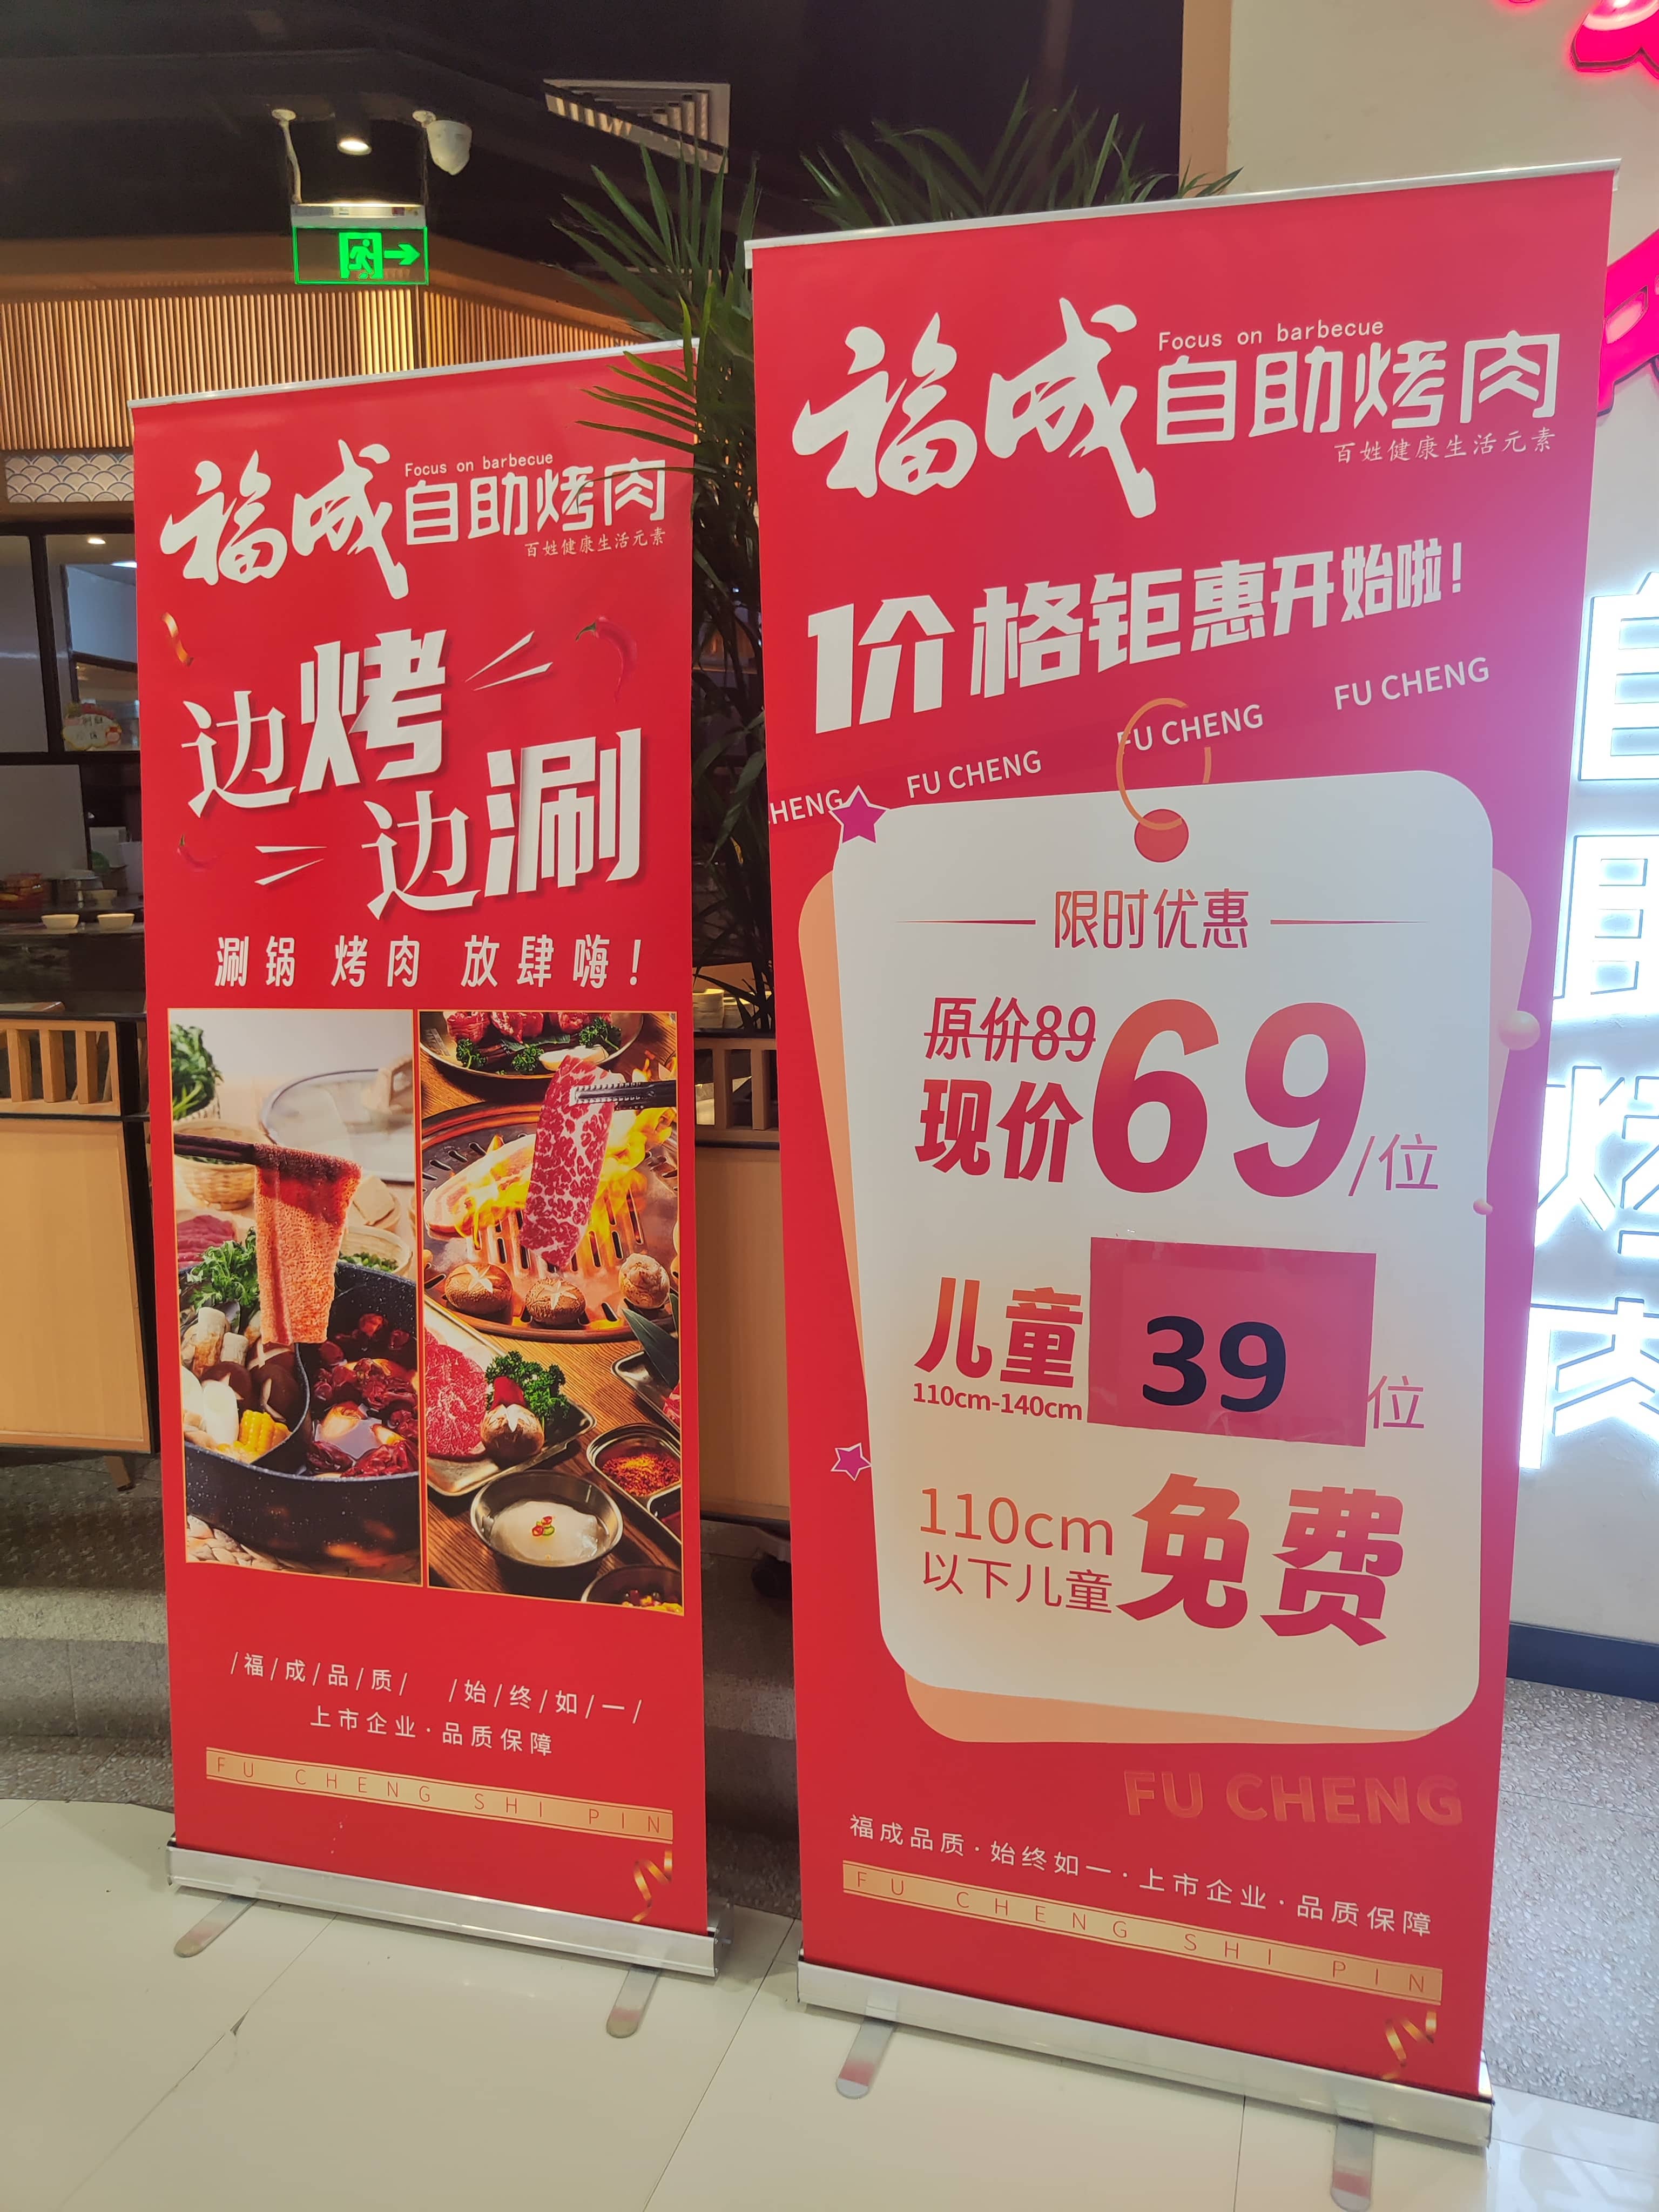 福成
Focus on barbecue
自助烤肉
百姓健康生活元素
边烤
边涮
涮锅 烤肉 放肆嗨！
/福/成/品/质/ /始/终/如/一/
上市企业·品质保障
FU CHENG SHI PIN
福成
Focus on barbecue
自助烤肉
百姓健康生活元素
价格钜惠开始啦！
HENG FU CHENG FU CHENG FU CHENG
限时优惠
原价89
现价69/位
儿童 39 位
110cm-140cm
110cm
以下儿童免费
FU CHENG
福成品质·始终如一·上市企业·品质保障
FU CHENG SHI PIN
自
烤
肉